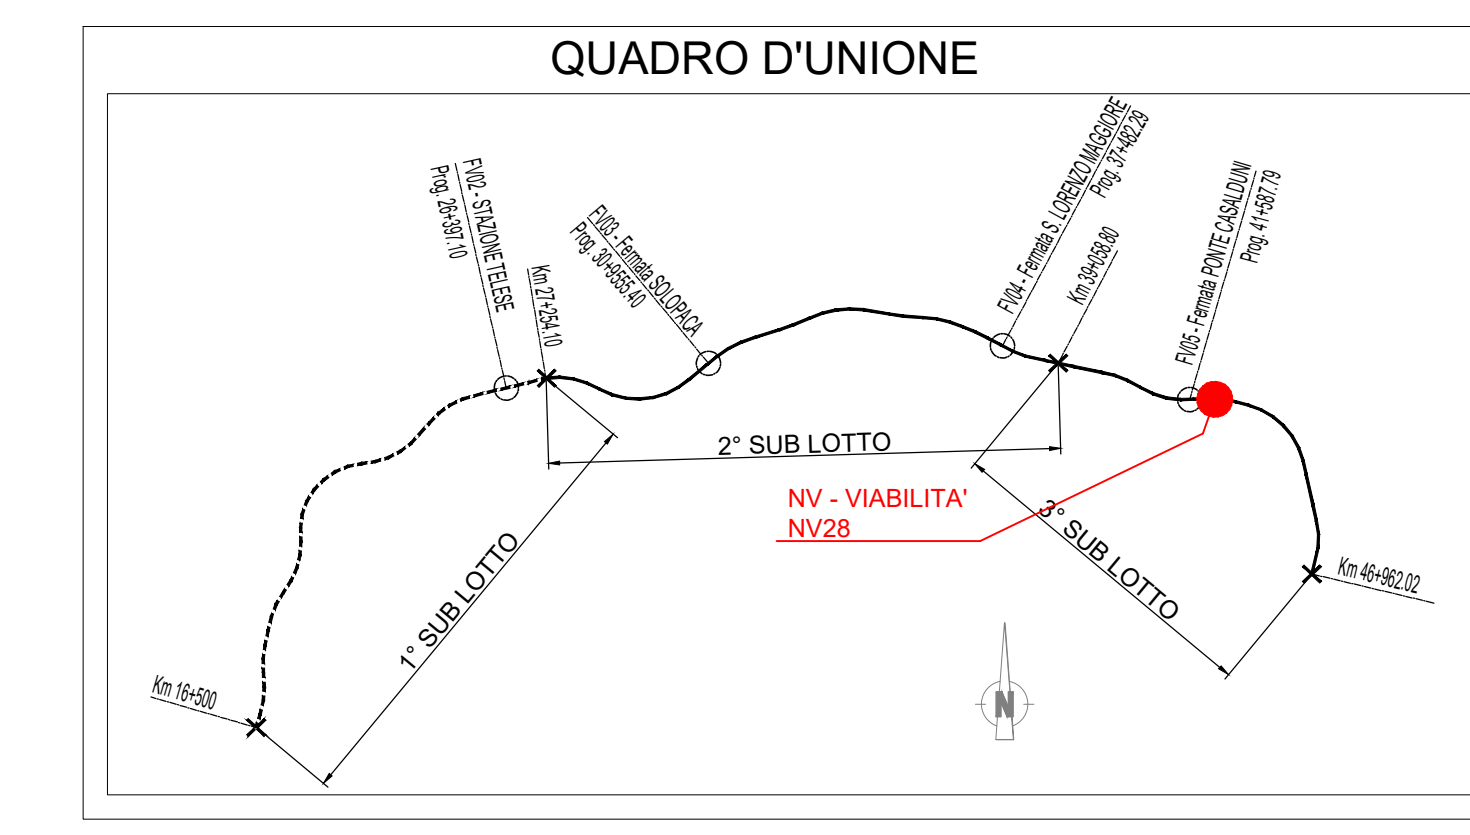 QUADRO D'UNIONE
FV02 - STAZIONE TELESE
Prog. 26+397.10
Km 27+254.10
FV03 - Fermata SOLOPACA
Prog. 30+9555.40
FV04 - Fermata S. LORENZO MAGGIORE
Prog. 37+482.29
Km 39+058.80
FV05 - Fermata PONTE CASALDUNI
Prog. 41+587.79
2° SUB LOTTO
NV - VIABILITA'
NV28
1° SUB LOTTO
3° SUB LOTTO
Km 46+962.02
Km 16+500
N